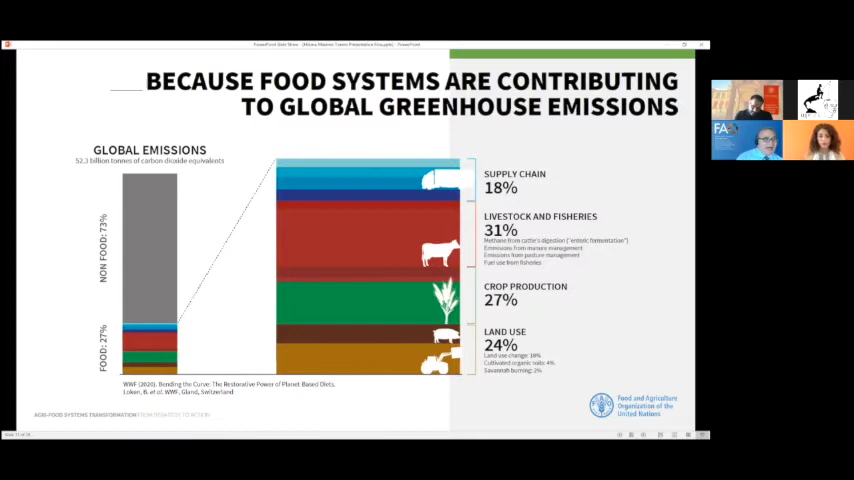 BECAUSE FOOD SYSTEMS ARE CONTRIBUTING
TO GLOBAL GREENHOUSE EMISSIONS
GLOBAL EMISSIONS
52.3 billion tonnes of carbon dioxide equivalents
NON FOOD: 73%
FOOD: 27%
SUPPLY CHAIN
18%
LIVESTOCK AND FISHERIES
31%
Methane from cattle's digestion ("enteric fermentation")
Emmissions from manure management
Emissions from pasture management
Fuel use from fisheries
CROP PRODUCTION
27%
LAND USE
24%
Land use change: 18%
Cultivated organic soils: 4%
Savannah burning: 2%
WWF (2020). Bending the Curve: The Restorative Power of Planet-Based Diets.
Loken, B. et al. WWF, Gland, Switzerland
AGRI-FOOD SYSTEMS TRANSFORMATION FROM STRATEGY TO ACTION
Food and Agriculture
Organization of the
United Nations
FAO